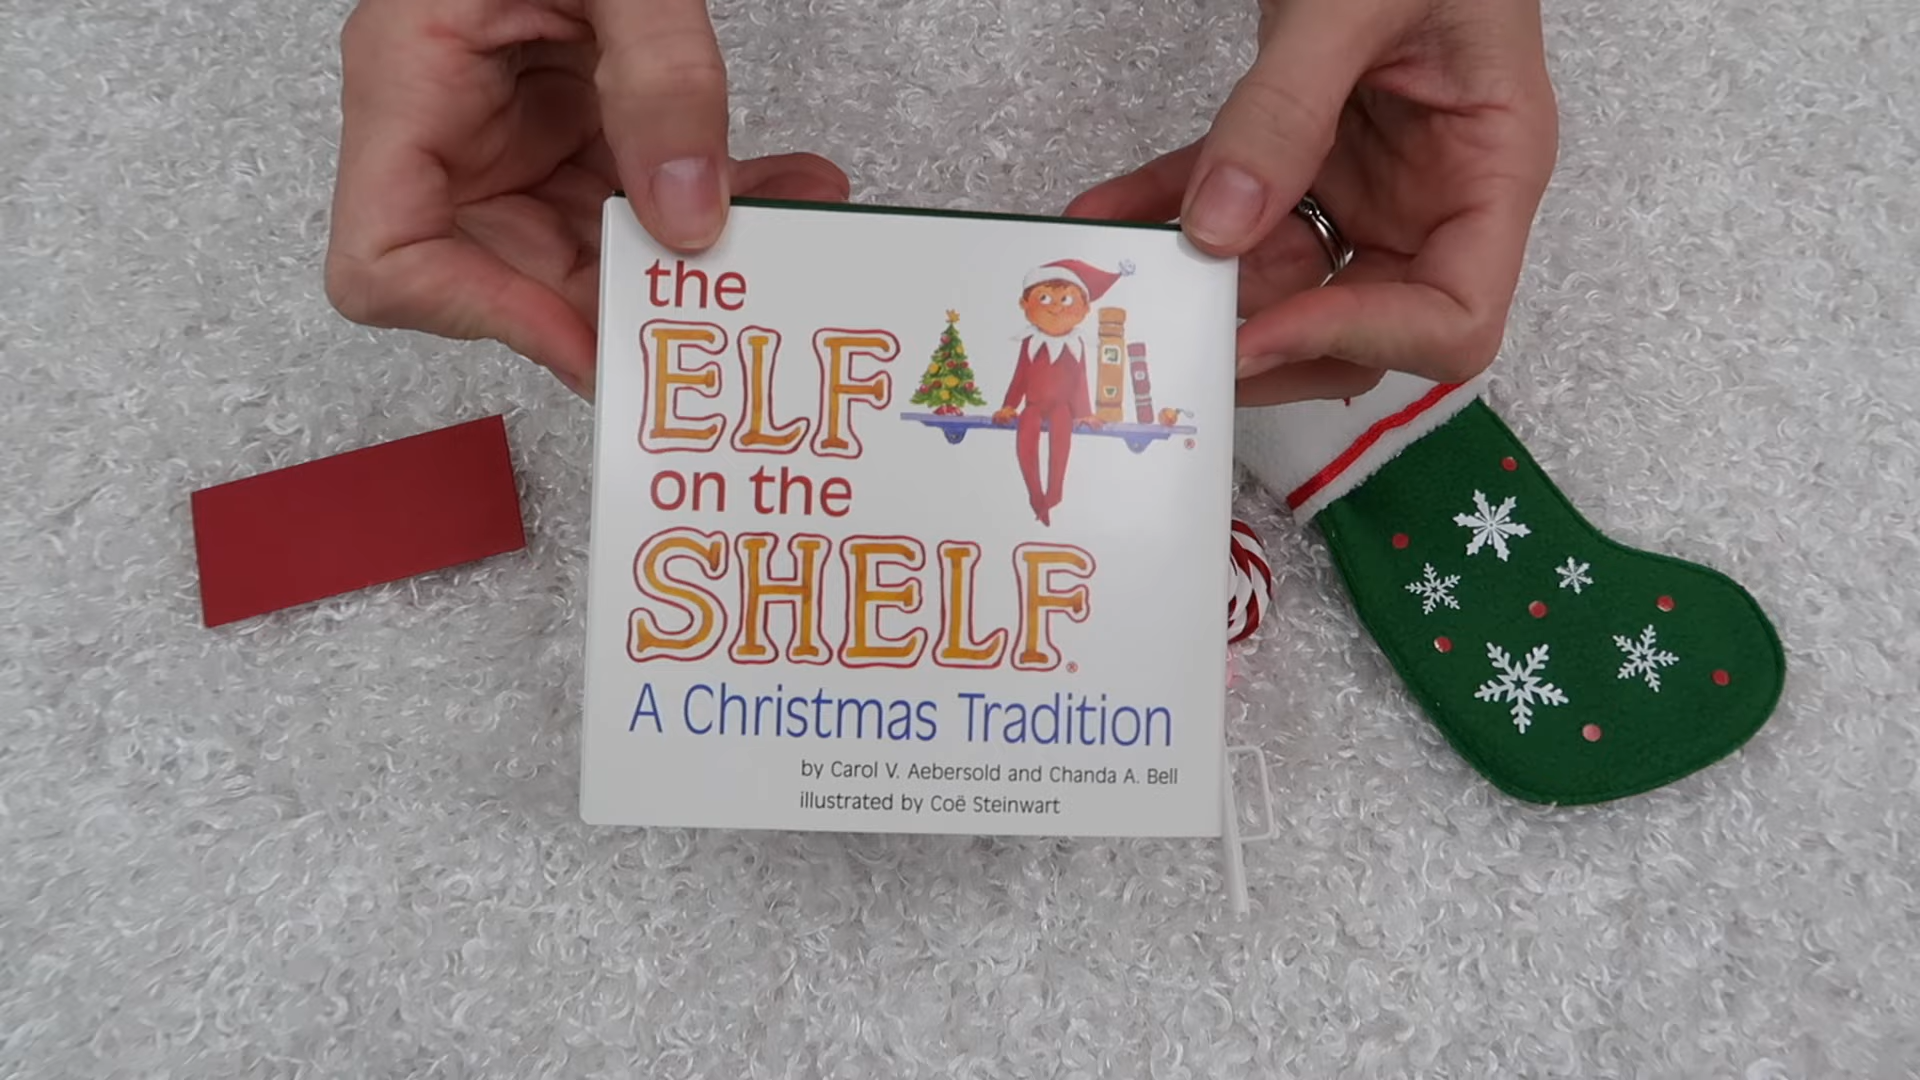 the
ELF
on the
SHELF®
A Christmas Tradition
by Carol V. Aebersold and Chanda A. Bell
illustrated by Coë Steinwart